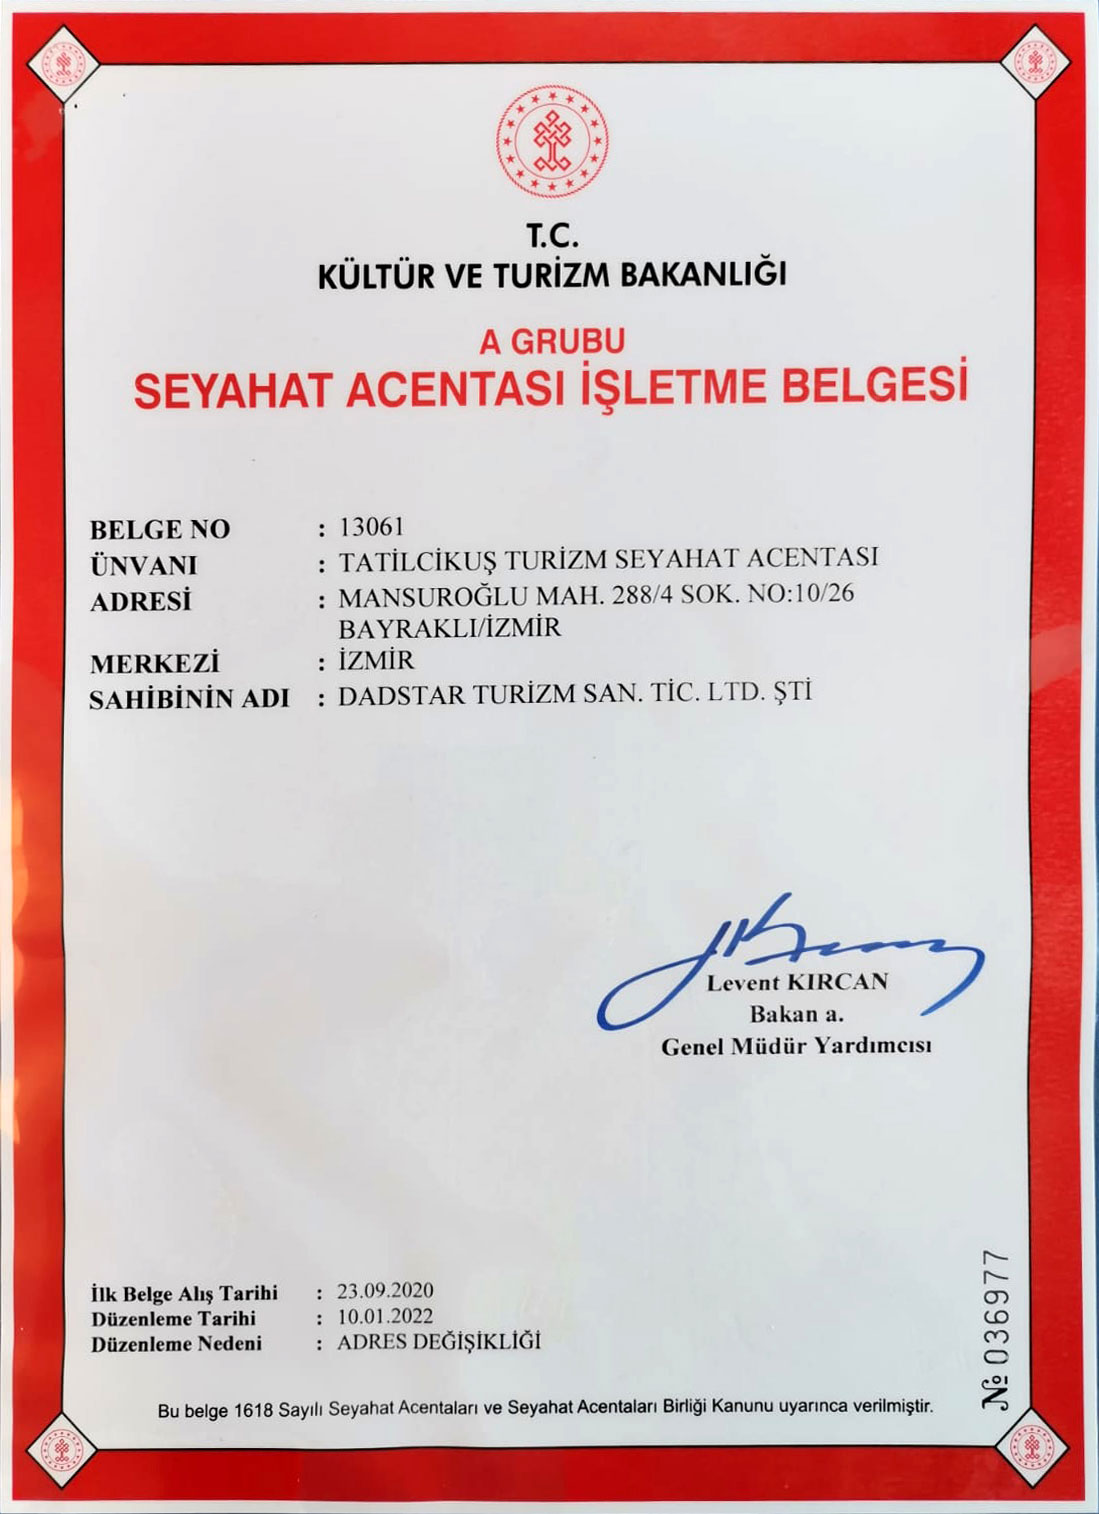 T.C.
KÜLTÜR VE TURİZM BAKANLIĞI
A GRUBU
SEYAHAT ACENTASI İŞLETME BELGESİ
BELGE NO : 13061
ÜNVANI : TATİLCİKUŞ TURİZM SEYAHAT ACENTASI
ADRESİ : MANSUROĞLU MAH. 288/4 SOK. NO:10/26
BAYRAKLI/İZMİR
MERKEZİ : İZMİR
SAHİBİNİN ADI : DADSTAR TURİZM SAN. TİC. LTD. ŞTİ
Levent KIRCAN
Bakan a.
Genel Müdür Yardımcısı
İlk Belge Alış Tarihi : 23.09.2020
Düzenleme Tarihi : 10.01.2022
Düzenleme Nedeni : ADRES DEĞİŞİKLİĞİ
№ 036977
Bu belge 1618 Sayılı Seyahat Acentaları ve Seyahat Acentaları Birliği Kanunu uyarınca verilmiştir.